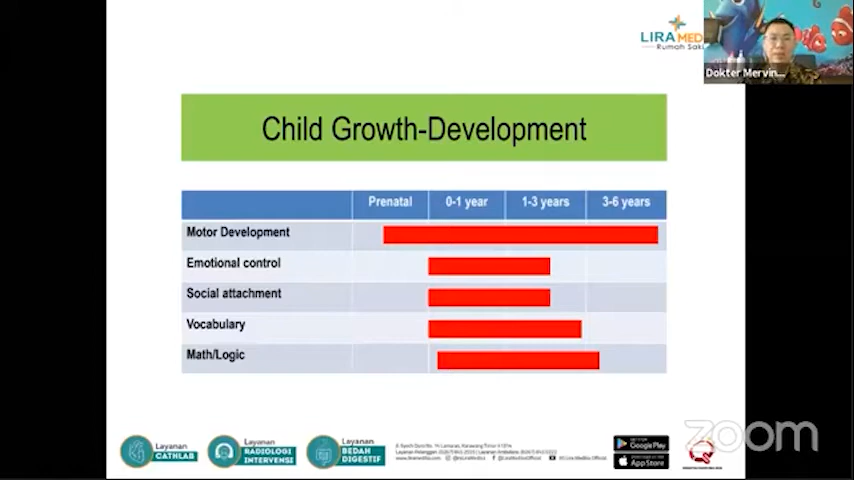 LIRA MED
Rumah Saki
Dokter Mervin...
Child Growth-Development
Prenatal 0-1 year 1-3 years 3-6 years
Motor Development
Emotional control
Social attachment
Vocabulary
Math/Logic
Layanan
CATHLAB
Layanan
RADIOLOGI
INTERVENSI
Layanan
BEDAH
DIGESTIF
Google Play
App Store
zoom